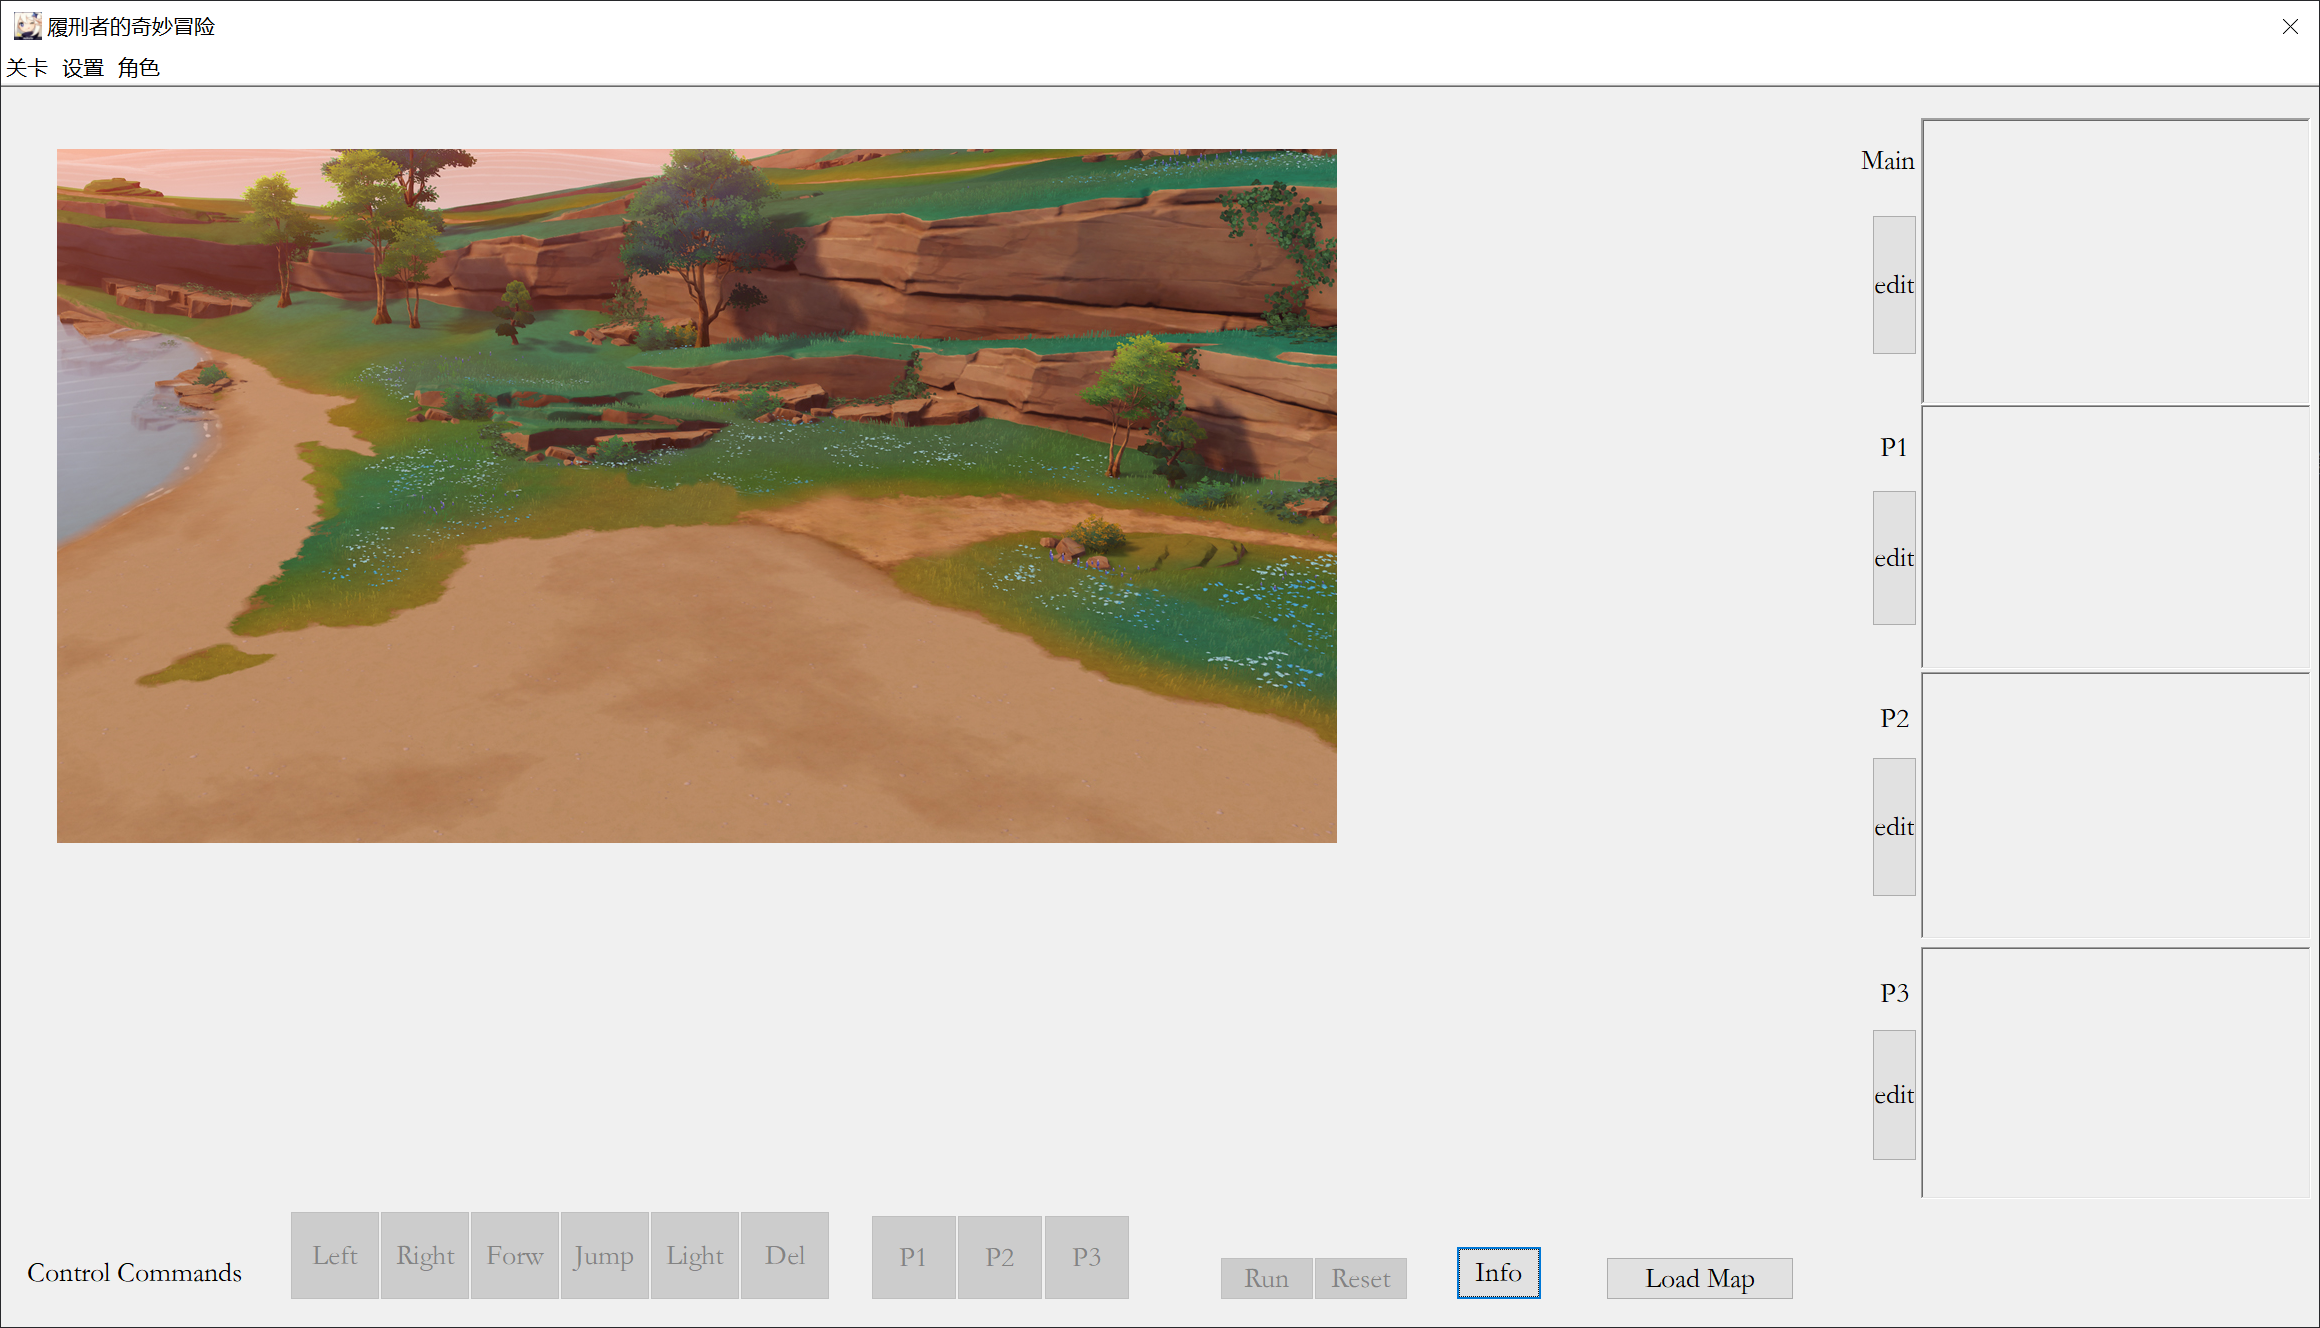 履刑者的奇妙冒险
关卡 设置 角色
Main
edit
P1
edit
P2
edit
P3
edit
Control Commands
Left Right Forw Jump Light Del
P1 P2 P3
Run Reset
Info
Load Map